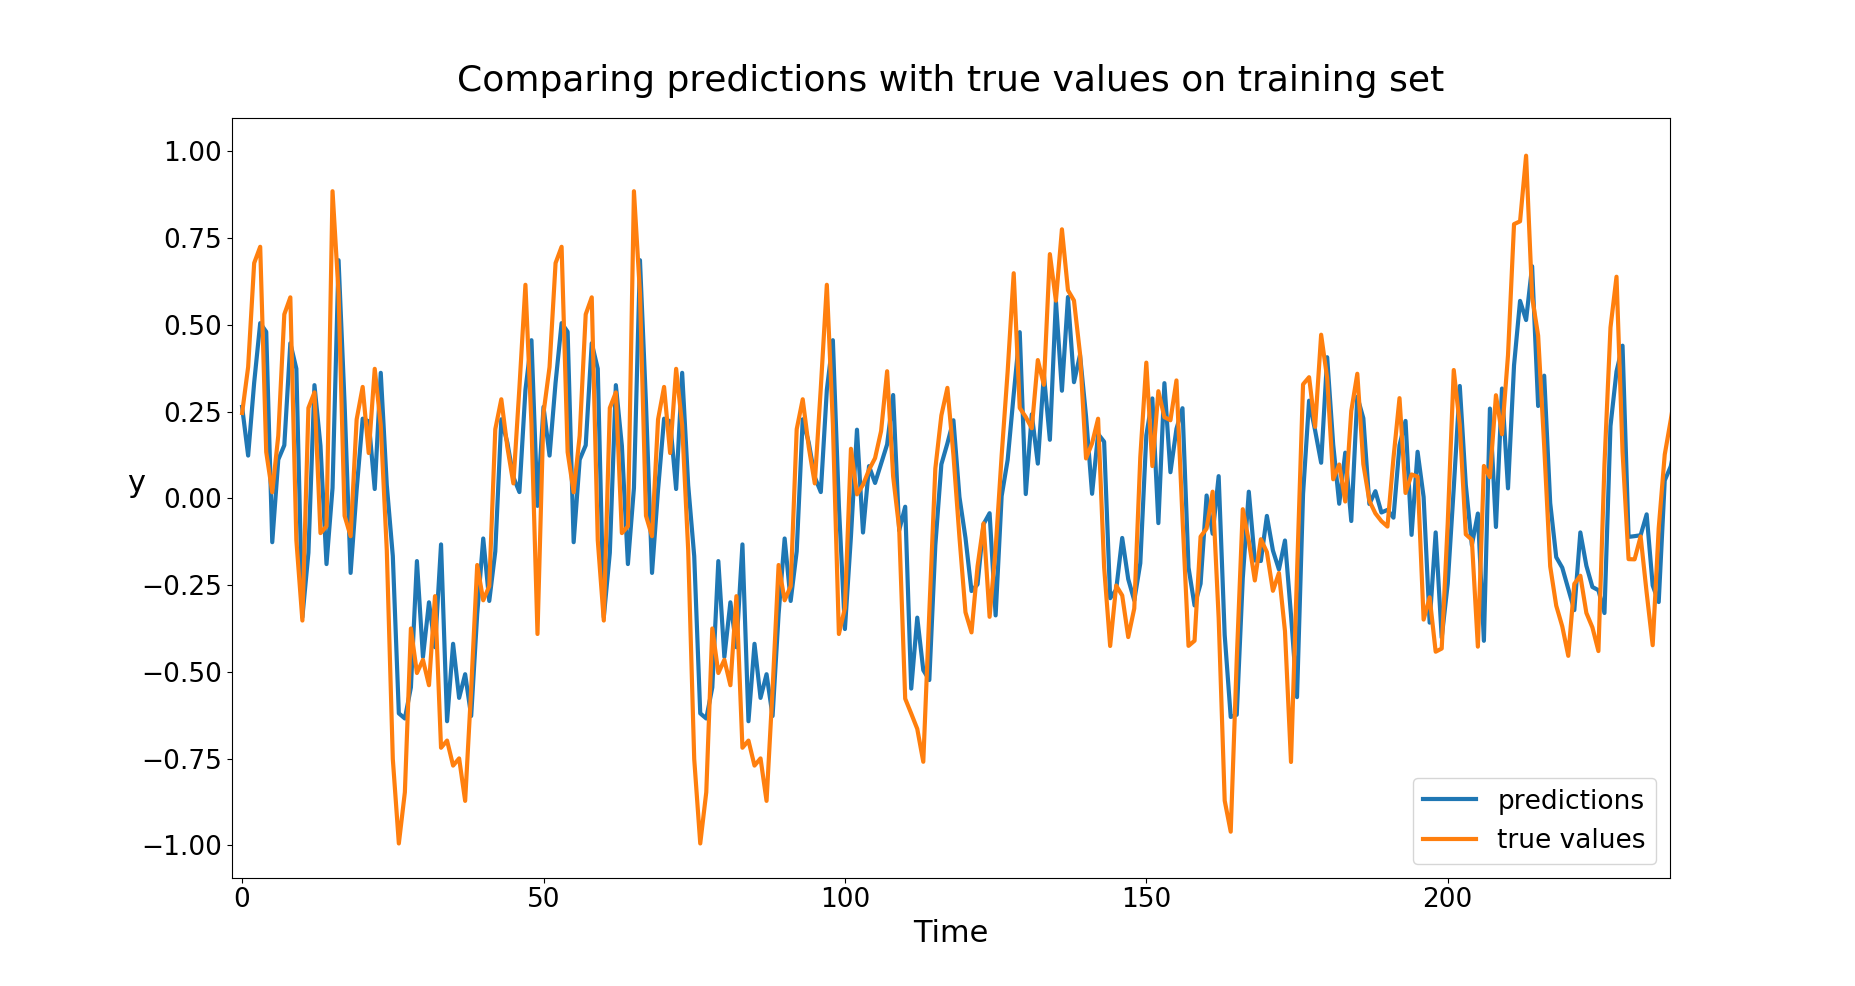 Comparing predictions with true values on training set
1.00
0.75
0.50
0.25
0.00
−0.25
−0.50
−0.75
−1.00
y
0 50 100 150 200
Time
predictions
true values